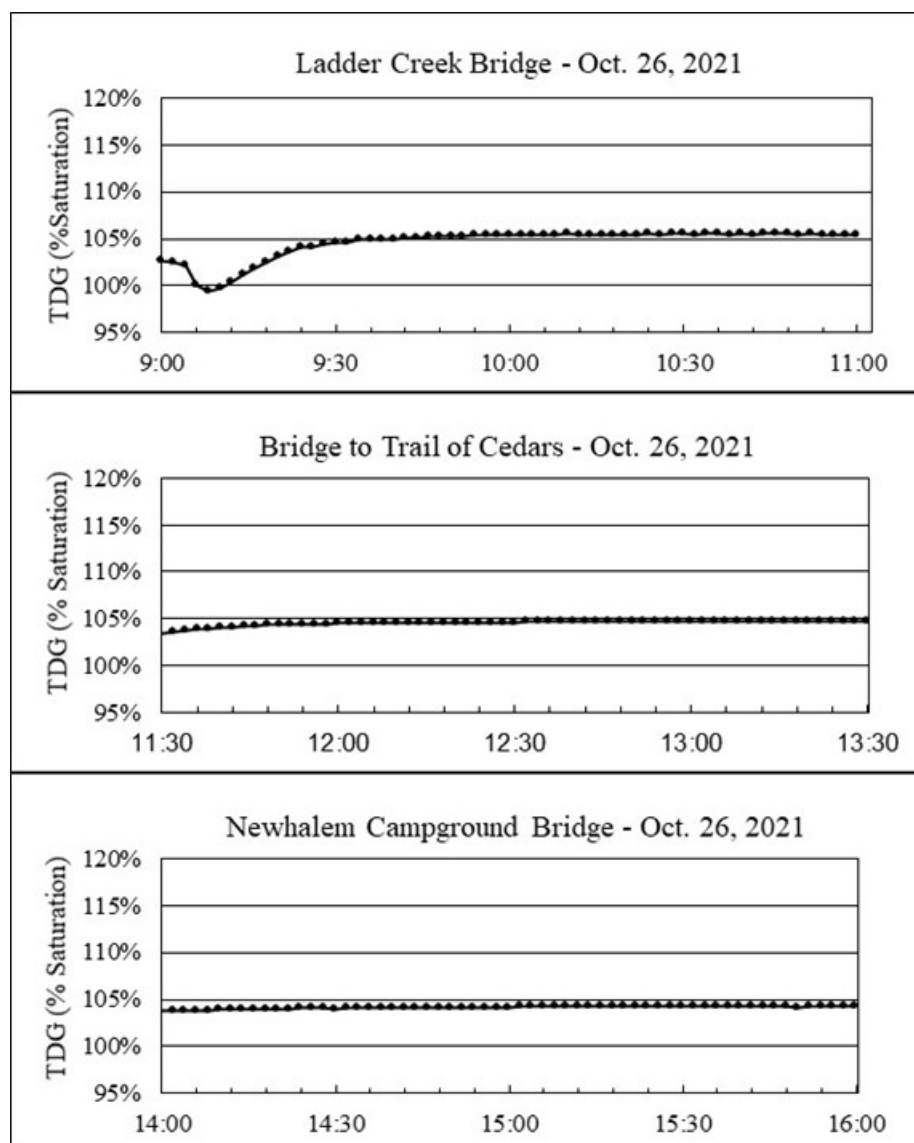 Ladder Creek Bridge - Oct. 26, 2021
TDG (%Saturation)
120%
115%
110%
105%
100%
95%
9:00 9:30 10:00 10:30 11:00
Bridge to Trail of Cedars - Oct. 26, 2021
TDG (% Saturation)
120%
115%
110%
105%
100%
95%
11:30 12:00 12:30 13:00 13:30
Newhalem Campground Bridge - Oct. 26, 2021
TDG (% Saturation)
120%
115%
110%
105%
100%
95%
14:00 14:30 15:00 15:30 16:00